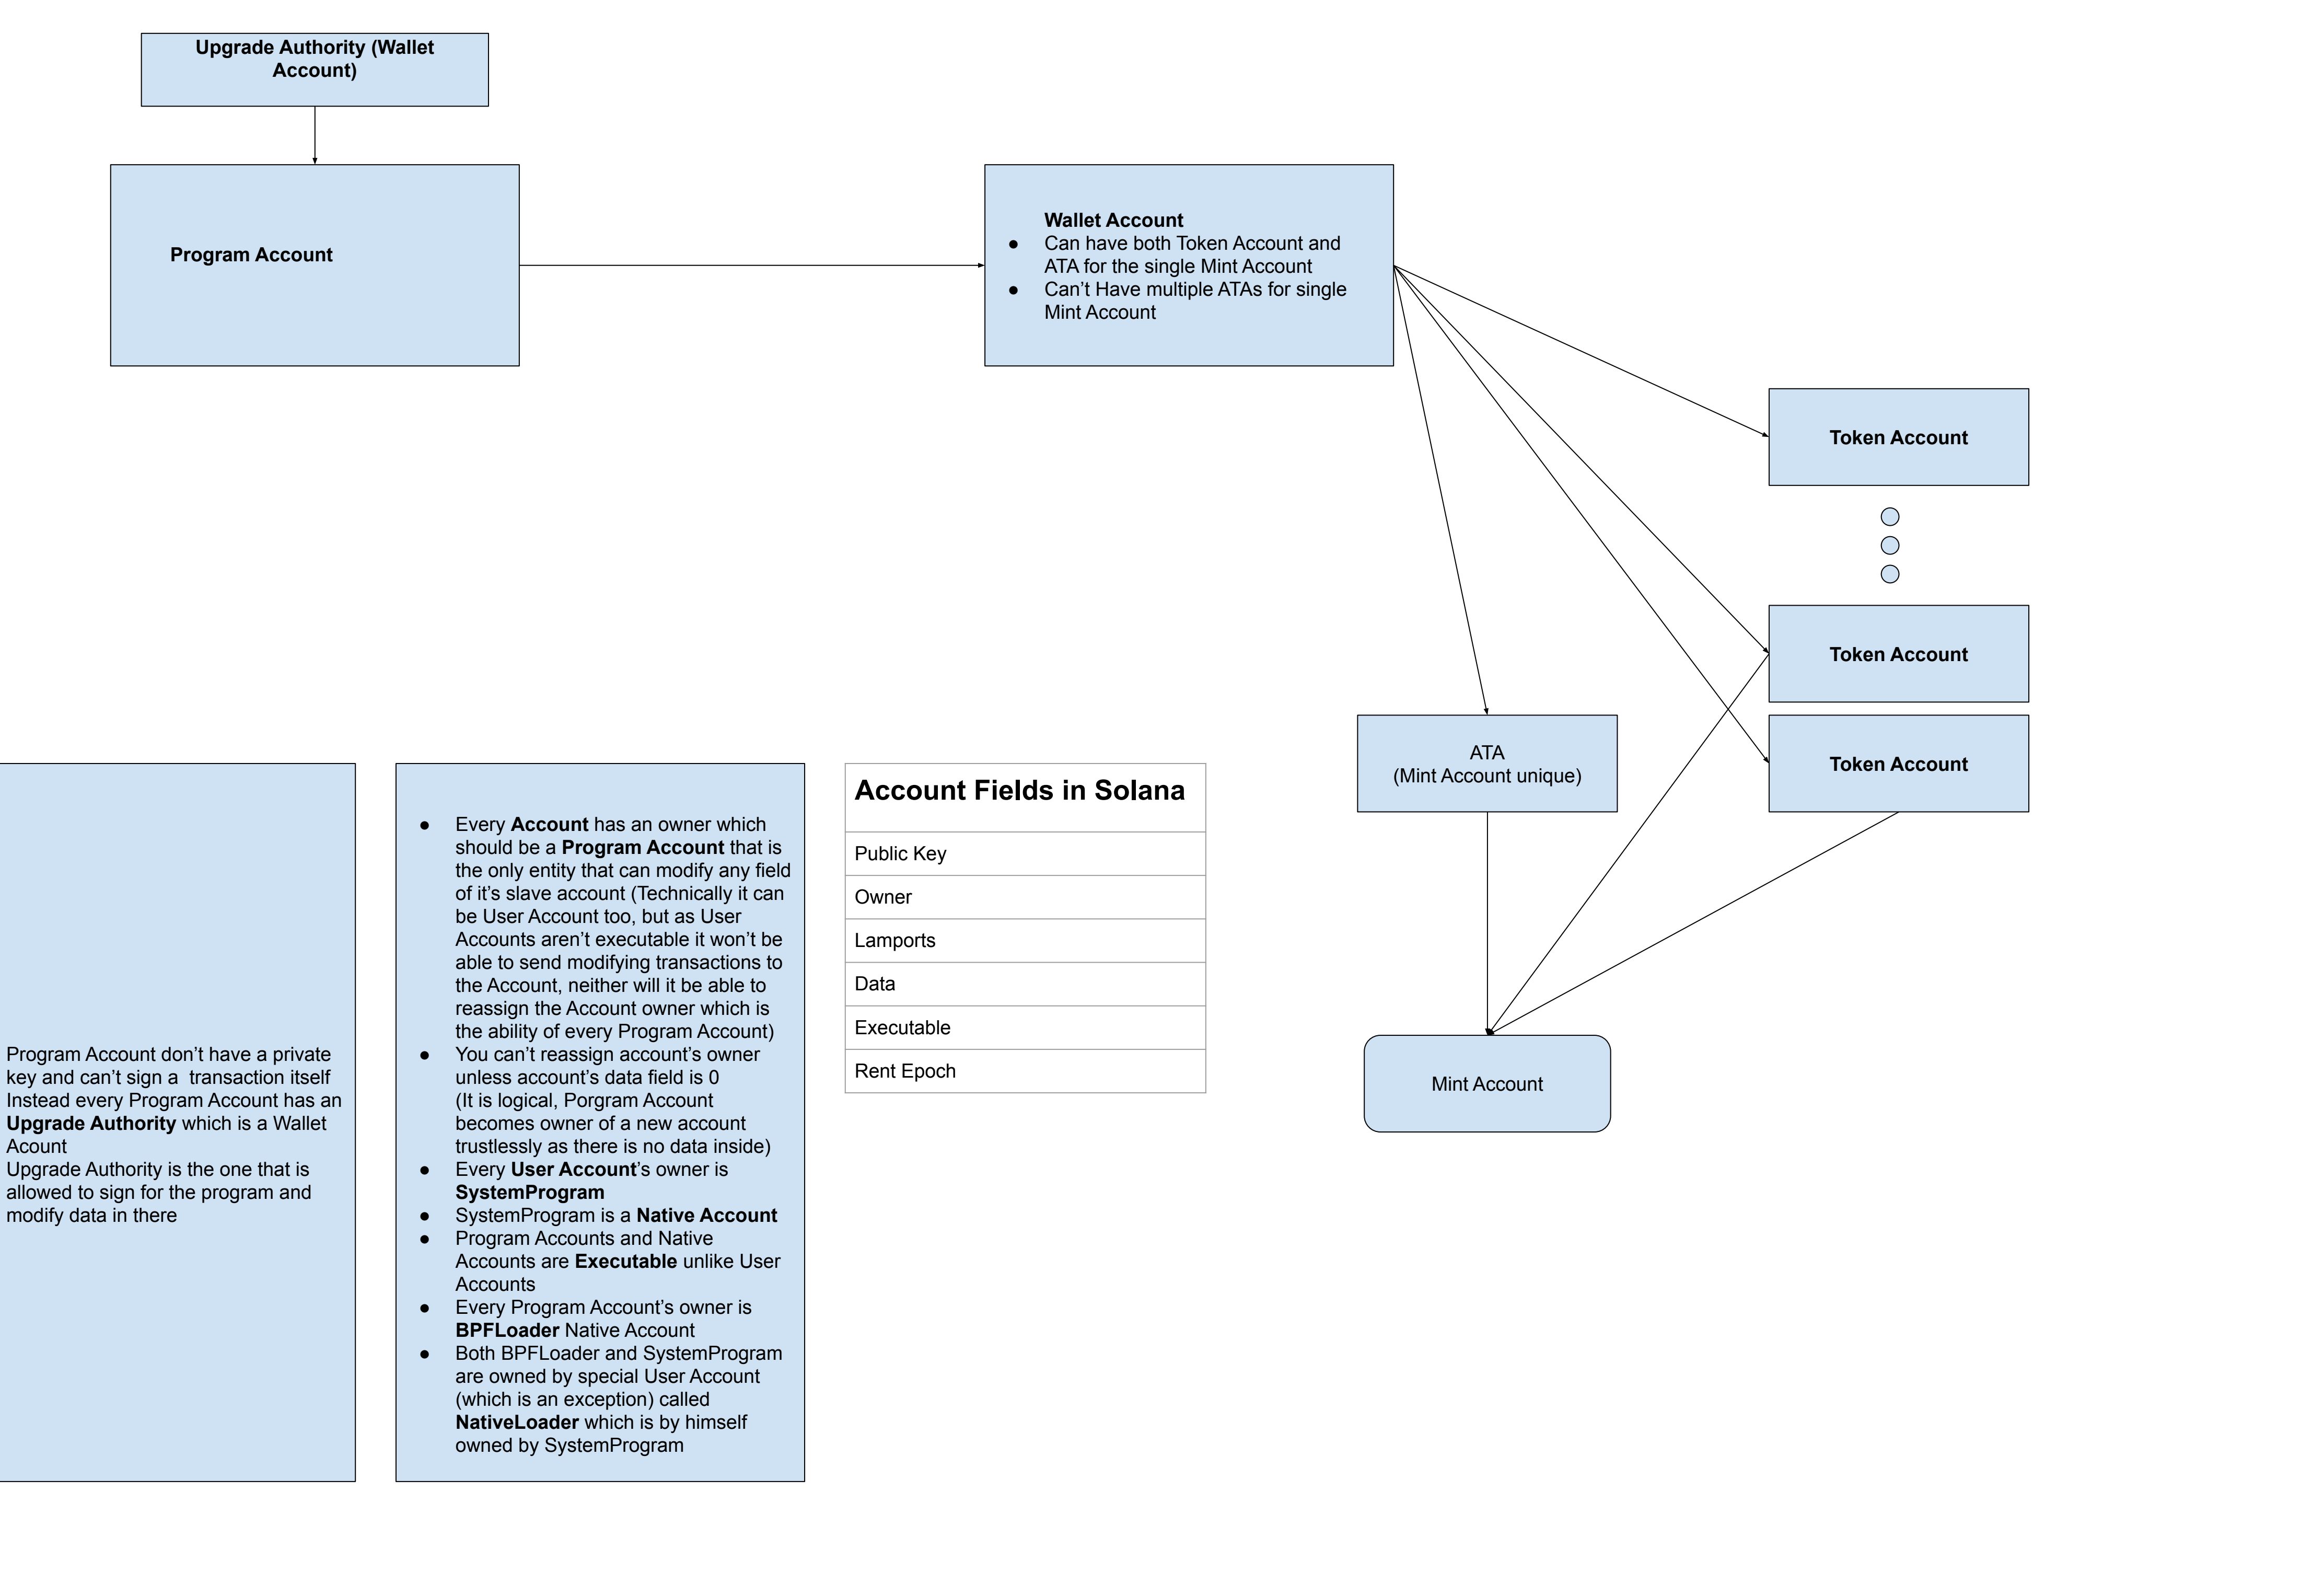 Upgrade Authority (Wallet
Account)
Program Account
Wallet Account
● Can have both Token Account and
ATA for the single Mint Account
● Can’t Have multiple ATAs for single
Mint Account
Token Account
Token Account
Token Account
ATA
(Mint Account unique)
Mint Account
Program Account don’t have a private
key and can’t sign a  transaction itself
Instead every Program Account has an
Upgrade Authority which is a Wallet
Acount
Upgrade Authority is the one that is
allowed to sign for the program and
modify data in there
● Every Account has an owner which
should be a Program Account that is
the only entity that can modify any field
of it’s slave account (Technically it can
be User Account too, but as User
Accounts aren’t executable it won’t be
able to send modifying transactions to
the Account, neither will it be able to
reassign the Account owner which is
the ability of every Program Account)
● You can’t reassign account’s owner
unless account’s data field is 0
(It is logical, Porgram Account
becomes owner of a new account
trustlessly as there is no data inside)
● Every User Account’s owner is
SystemProgram
● SystemProgram is a Native Account
● Program Accounts and Native
Accounts are Executable unlike User
Accounts
● Every Program Account’s owner is
BPFLoader Native Account
● Both BPFLoader and SystemProgram
are owned by special User Account
(which is an exception) called
NativeLoader which is by himself
owned by SystemProgram
Account Fields in Solana
Public Key
Owner
Lamports
Data
Executable
Rent Epoch